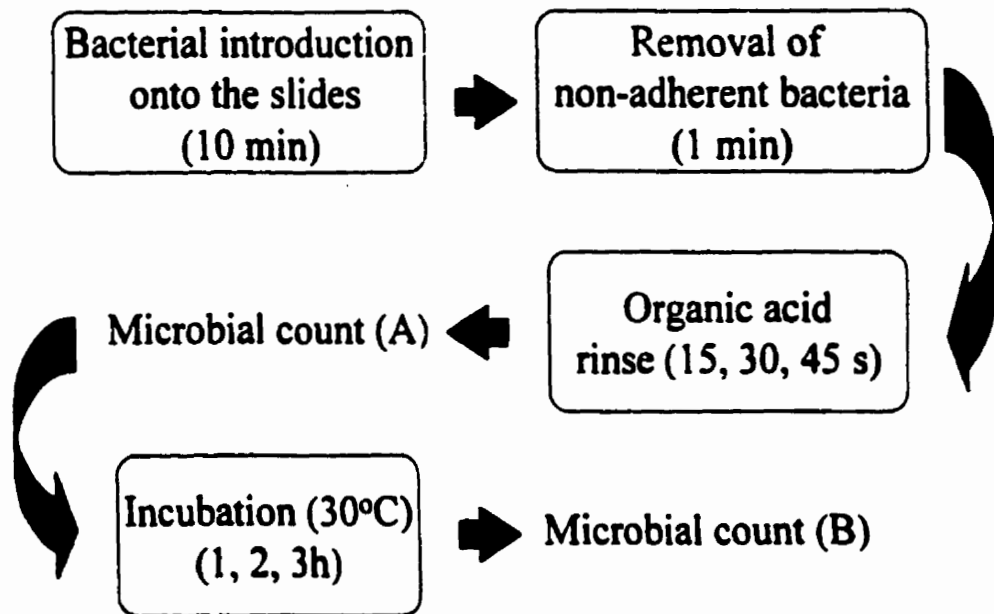 Bacterial introduction
onto the slides
(10 min)
Removal of
non-adherent bacteria
(1 min)
Organic acid
rinse (15, 30, 45 s)
Microbial count (A)
Incubation (30ºC)
(1, 2, 3h)
Microbial count (B)